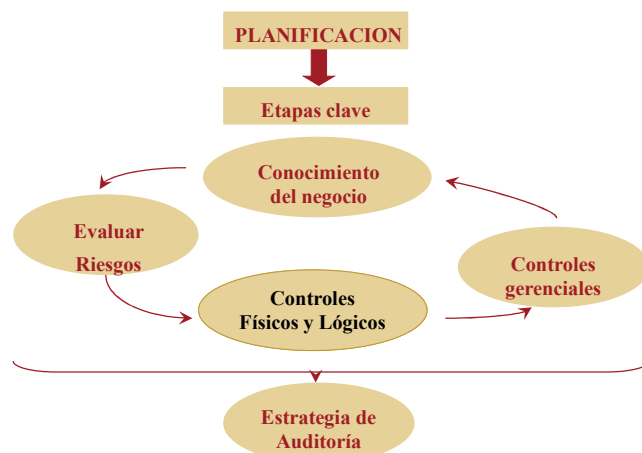 PLANIFICACION
Etapas clave
Conocimiento
del negocio
Evaluar
Riesgos
Controles
Físicos y Lógicos
Controles
gerenciales
Estrategia de
Auditoría